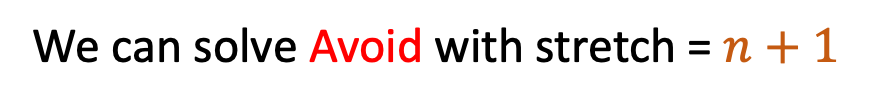 We can solve Avoid with stretch = n + 1